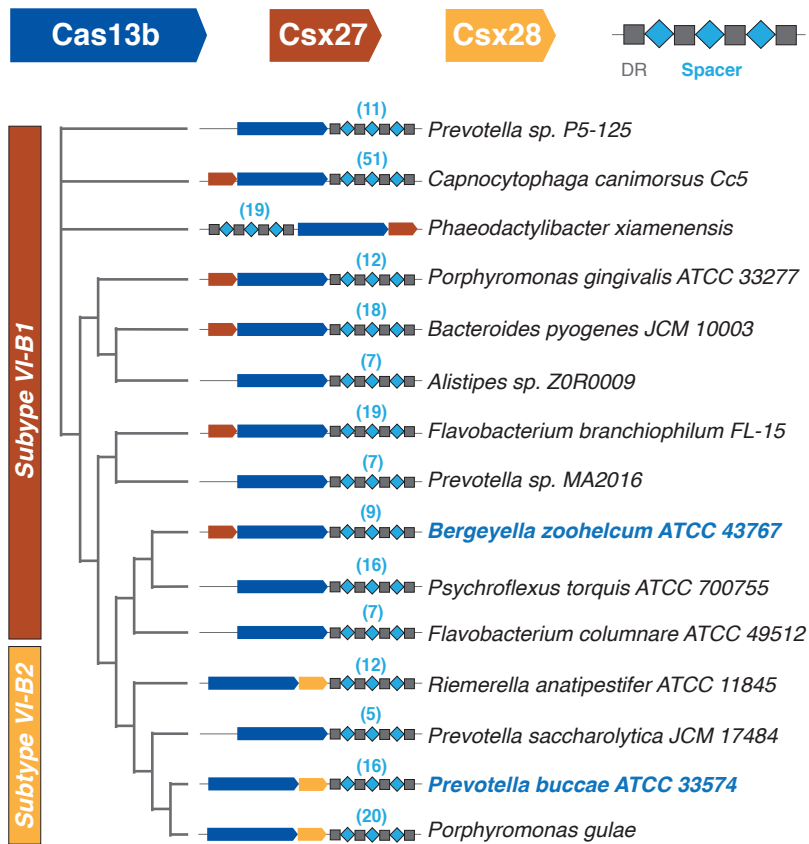 Cas13b
Csx27
Csx28
DR
Spacer
Subype VI-B1
(11)
Prevotella sp. P5-125
(51)
Capnocytophaga canimorsus Cc5
(19)
Phaeodactylibacter xiamenensis
(12)
Porphyromonas gingivalis ATCC 33277
(18)
Bacteroides pyogenes JCM 10003
(7)
Alistipes sp. Z0R0009
(19)
Flavobacterium branchiophilum FL-15
(7)
Prevotella sp. MA2016
(9)
Bergeyella zoohelcum ATCC 43767
(16)
Psychroflexus torquis ATCC 700755
(7)
Flavobacterium columnare ATCC 49512
Subtype VI-B2
(12)
Riemerella anatipestifer ATCC 11845
(5)
Prevotella saccharolytica JCM 17484
(16)
Prevotella buccae ATCC 33574
(20)
Porphyromonas gulae